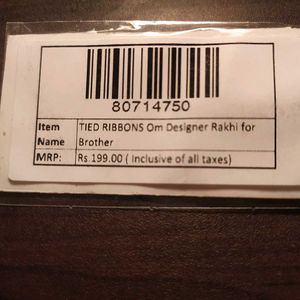 80714750
Item TIED RIBBONS Om Designer Rakhi for
Name Brother
MRP: Rs.199.00 ( Inclusive of all taxes)